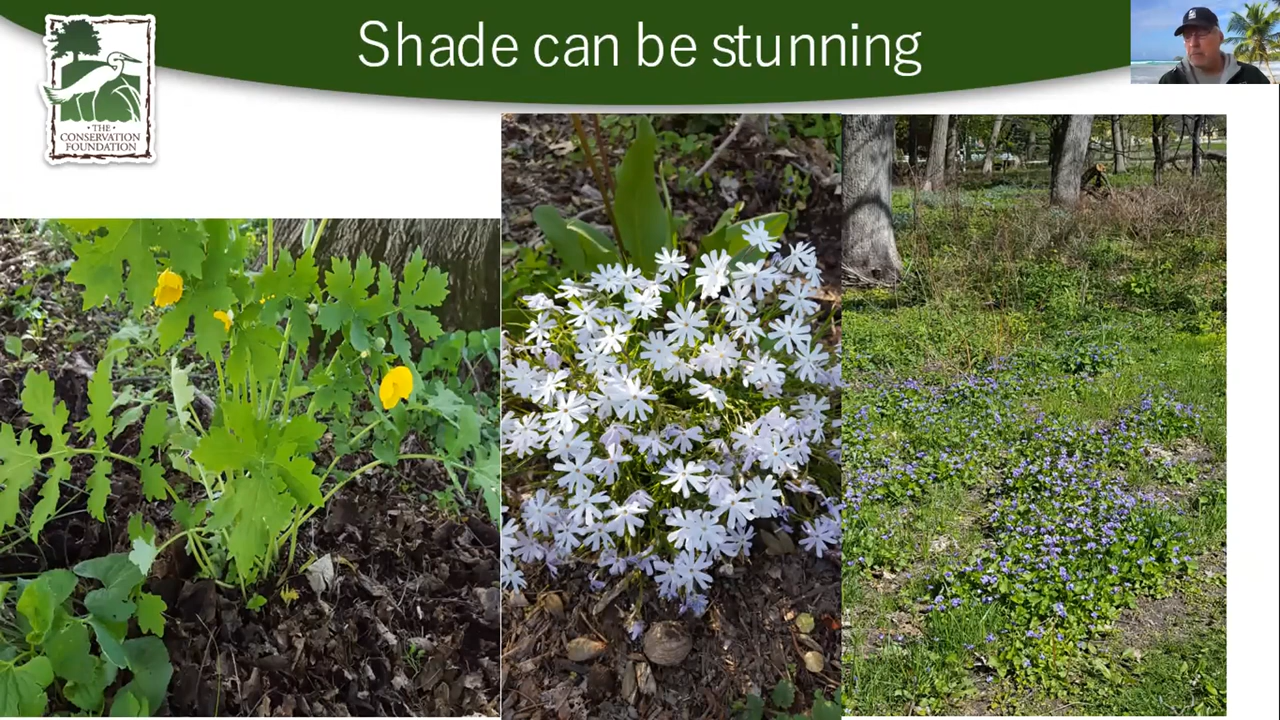 Shade can be stunning
• THE •
CONSERVATION
FOUNDATION